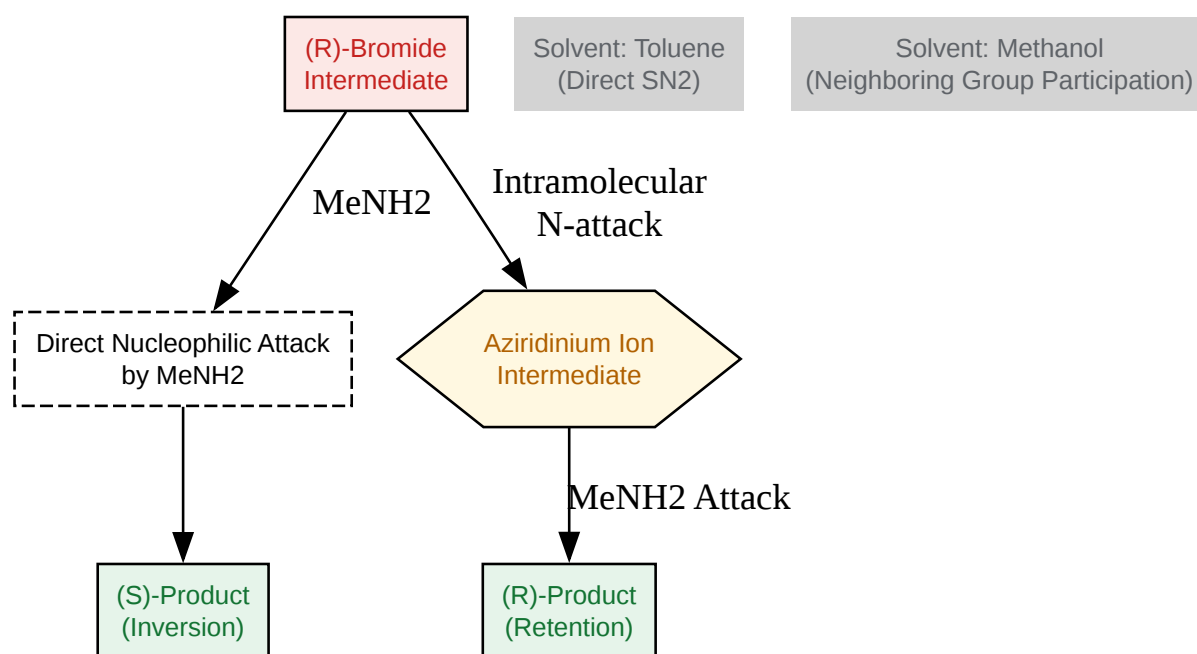 (R)-Bromide
Intermediate
Solvent: Toluene
(Direct SN2)
Solvent: Methanol
(Neighboring Group Participation)
MeNH2
Intramolecular
N-attack
Direct Nucleophilic Attack
by MeNH2
Aziridinium Ion
Intermediate
MeNH2 Attack
(S)-Product
(Inversion)
(R)-Product
(Retention)